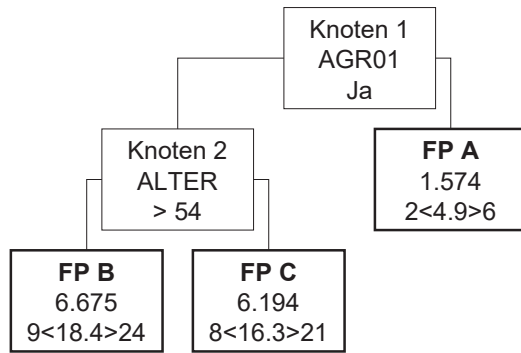 Knoten 1
AGR01
Ja
Knoten 2
ALTER
> 54
FP A
1.574
2<4.9>6
FP B
6.675
9<18.4>24
FP C
6.194
8<16.3>21